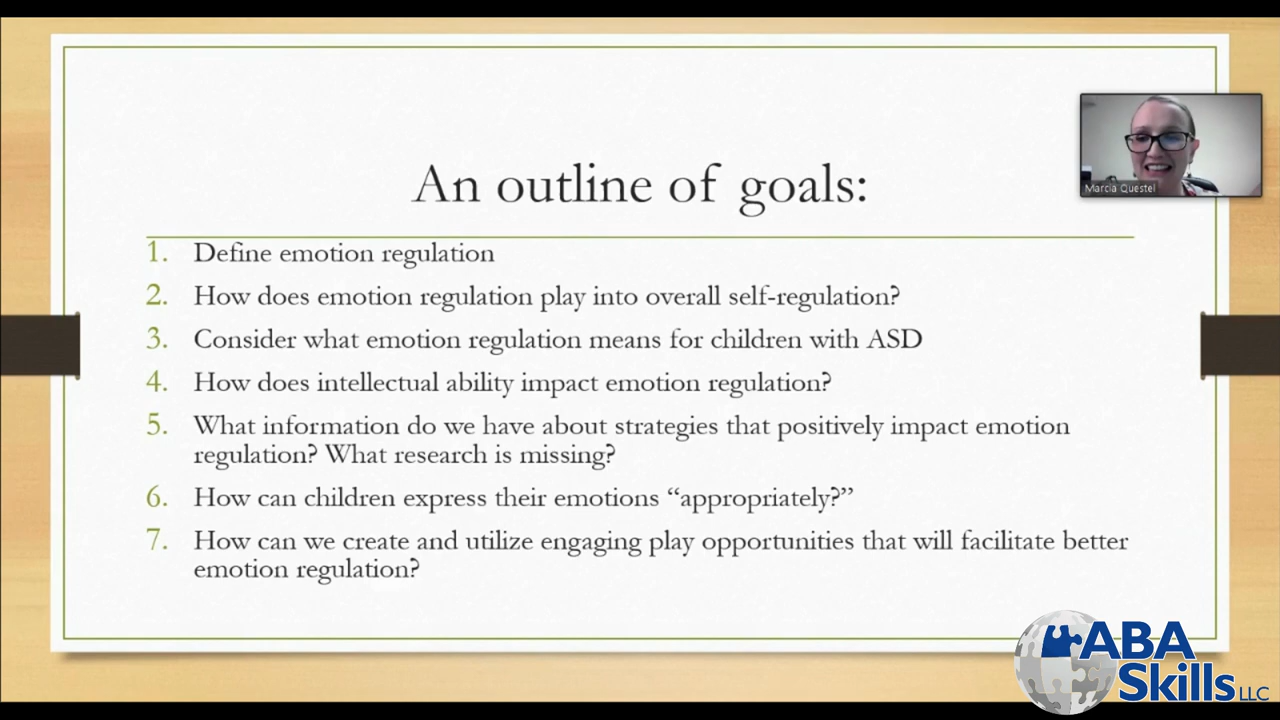 An outline of goals:
Marcia Questel
1. Define emotion regulation
2. How does emotion regulation play into overall self-regulation?
3. Consider what emotion regulation means for children with ASD
4. How does intellectual ability impact emotion regulation?
5. What information do we have about strategies that positively impact emotion
regulation? What research is missing?
6. How can children express their emotions “appropriately?”
7. How can we create and utilize engaging play opportunities that will facilitate better
emotion regulation?
ABA
Skills LLC